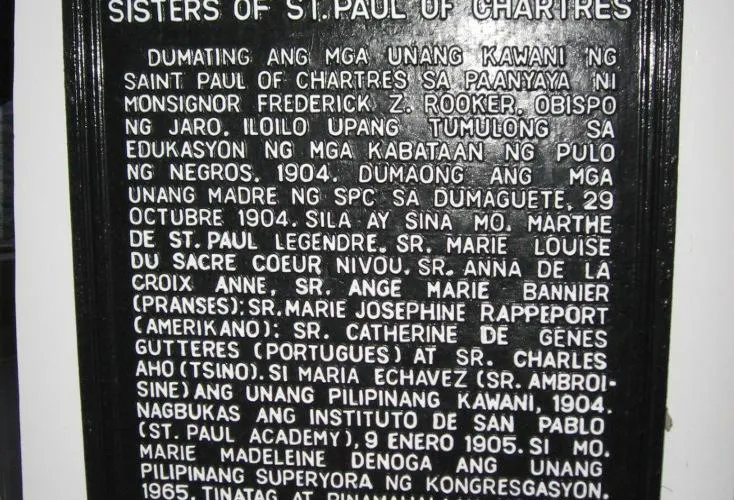 SISTERS OF ST. PAUL OF CHARTRES
DUMATING ANG MGA UNANG KAWANI NG
SAINT PAUL OF CHARTRES SA PAANYAYA NI
MONSIGNOR FREDERICK Z. ROOKER, OBISPO
NG JARO, ILOILO UPANG TUMULONG SA
EDUKASYON NG MGA KABATAAN NG PULO
NG NEGROS, 1904. DUMAONG ANG MGA
UNANG MADRE NG SPC SA DUMAGUETE, 29
OCTUBRE 1904. SILA AY SINA MO. MARTHE
DE ST. PAUL LEGENDRE, SR. MARIE LOUISE
DU SACRE COEUR NIVOU, SR. ANNA DE LA
CROIX ANNE, SR. ANGE MARIE BANNIER
(PRANSES); SR. MARIE JOSEPHINE RAPPEPORT
(AMERIKANO); SR. CATHERINE DE GENES
GUTTERES (PORTUGUES) AT SR. CHARLES
AHO (TSINO). SI MARIA ECHAVEZ (SR. AMBROI-
SINE) ANG UNANG PILIPINANG KAWANI, 1904.
NAGBUKAS ANG INSTITUTO DE SAN PABLO
(ST. PAUL ACADEMY), 9 ENERO 1905. SI MO.
MARIE MADELEINE DENOGA ANG UNANG
PILIPINANG SUPERYORA NG KONGRESGASYON,
1965. TINATAG AT